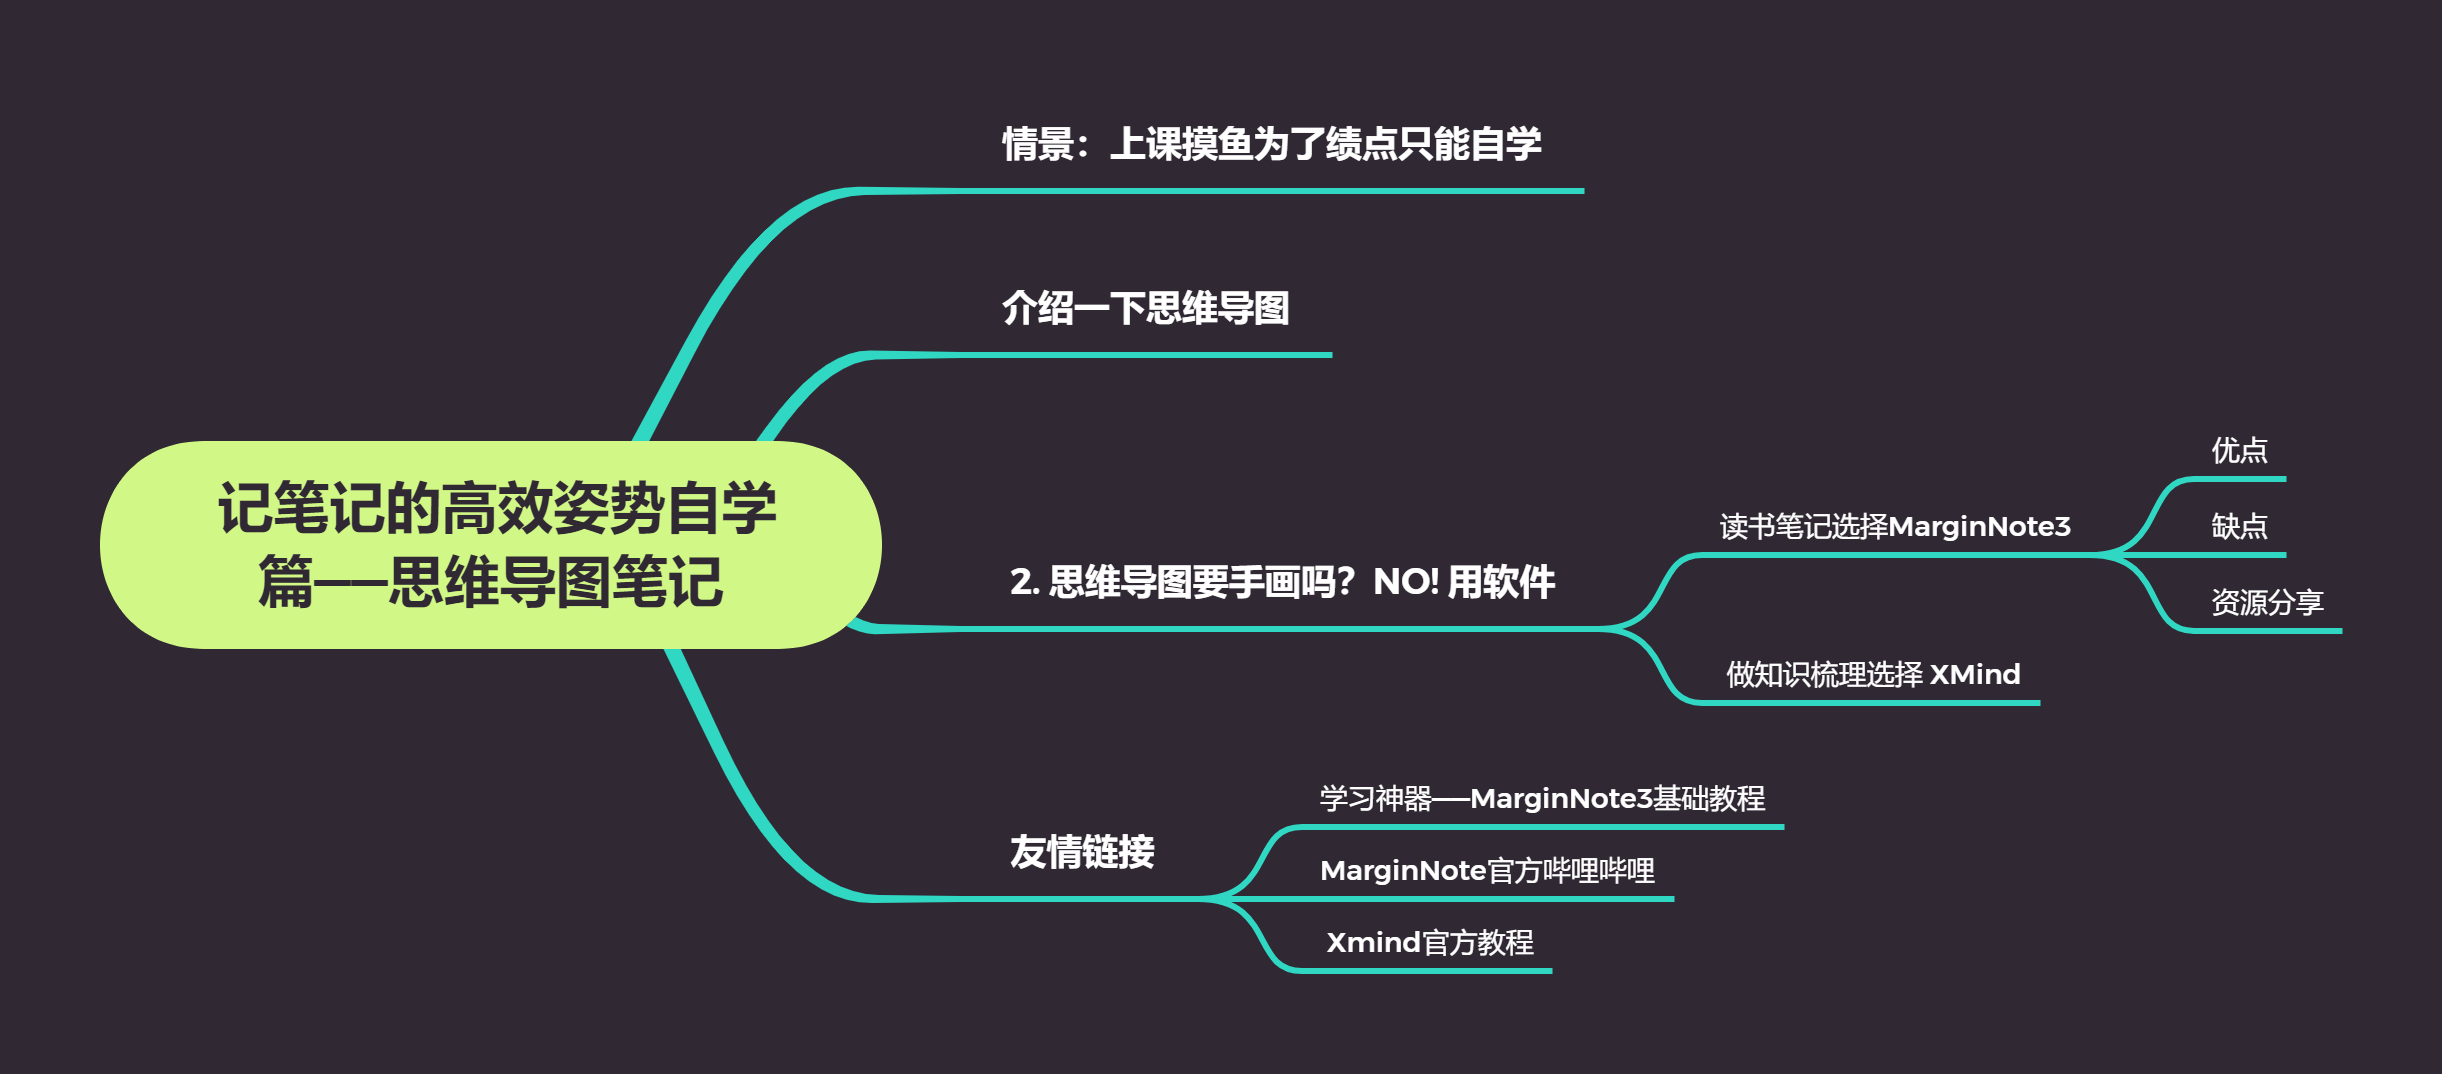 情景：上课摸鱼为了绩点只能自学
介绍一下思维导图
记笔记的高效姿势自学
篇——思维导图笔记
2. 思维导图要手画吗？NO! 用软件
读书笔记选择MarginNote3
优点
缺点
资源分享
做知识梳理选择 XMind
友情链接
学习神器——MarginNote3基础教程
MarginNote官方哔哩哔哩
Xmind官方教程